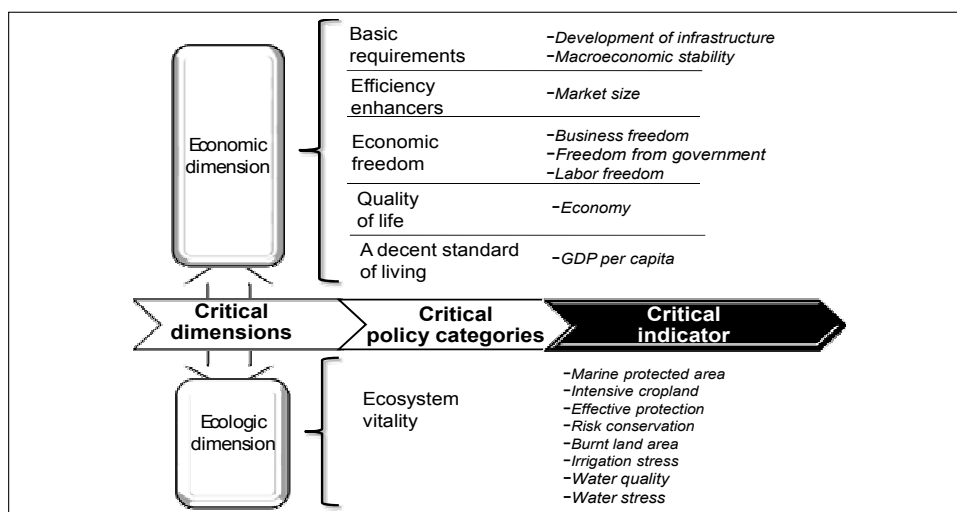 Economic
dimension
Basic
requirements
–Development of infrastructure
–Macroeconomic stability
Efficiency
enhancers
–Market size
Economic
freedom
–Business freedom
–Freedom from government
–Labor freedom
Quality
of life
–Economy
A decent standard
of living
–GDP per capita
Critical
dimensions
Critical
policy categories
Critical
indicator
Ecologic
dimension
Ecosystem
vitality
–Marine protected area
–Intensive cropland
–Effective protection
–Risk conservation
–Burnt land area
–Irrigation stress
–Water quality
–Water stress